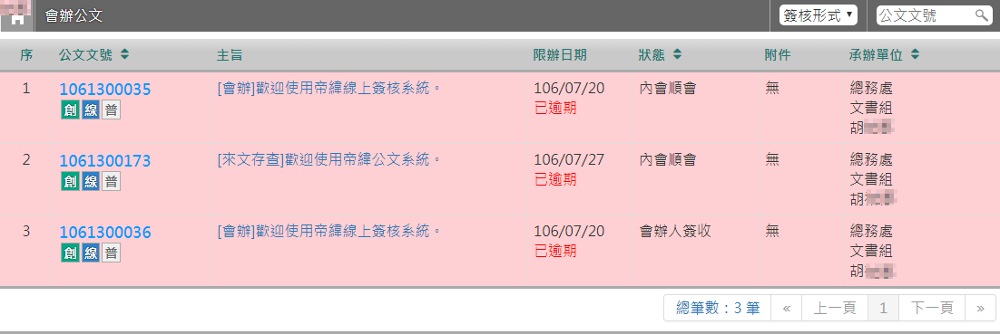 會辦公文 簽核形式 公文文號
序 公文文號 主旨 限辦日期 狀態 附件 承辦單位
1 1061300035 [會辦]歡迎使用帝緯線上簽核系統。 106/07/20 內會順會 無 總務處
創 線 普 已逾期 文書組
胡
2 1061300173 [來文存查]歡迎使用帝緯公文系統。 106/07/27 內會順會 無 總務處
創 線 普 已逾期 文書組
胡
3 1061300036 [會辦]歡迎使用帝緯線上簽核系統。 106/07/20 會辦人簽收 無 總務處
創 線 普 已逾期 文書組
胡
總筆數：3 筆 « 上一頁 1 下一頁 »